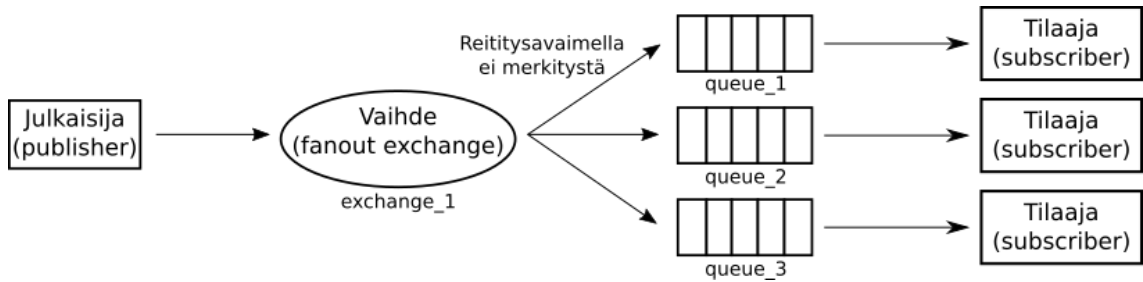 Julkaisija
(publisher)
Vaihde
(fanout exchange)
exchange_1
Reititysavaimella
ei merkitystä
queue_1
queue_2
queue_3
Tilaaja
(subscriber)
Tilaaja
(subscriber)
Tilaaja
(subscriber)